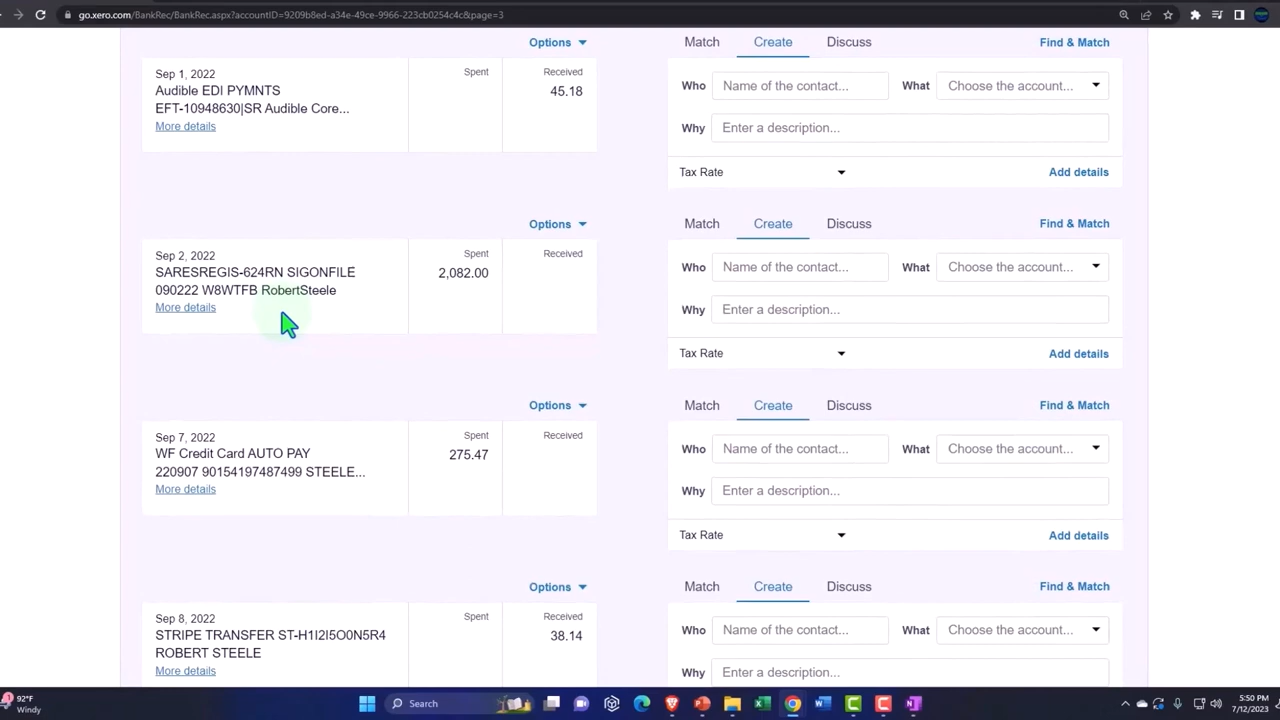 go.xero.com/BankRec/BankRec.aspx?accountID=9209b8ed-a34e-49ce-9966-223cb0254c4c&page=3
Options
Match Create Discuss Find & Match
Sep 1, 2022 Spent Received
Audible EDI PYMNTS 45.18
EFT-10948630|SR Audible Core...
More details
Who Name of the contact... What Choose the account...
Why Enter a description...
Tax Rate Add details
Options
Match Create Discuss Find & Match
Sep 2, 2022 Spent Received
SARESREGIS-624RN SIGONFILE 2,082.00
090222 W8WTFB RobertSteele
More details
Who Name of the contact... What Choose the account...
Why Enter a description...
Tax Rate Add details
Options
Match Create Discuss Find & Match
Sep 7, 2022 Spent Received
WF Credit Card AUTO PAY 275.47
220907 90154197487499 STEELE...
More details
Who Name of the contact... What Choose the account...
Why Enter a description...
Tax Rate Add details
Options
Match Create Discuss Find & Match
Sep 8, 2022 Spent Received
STRIPE TRANSFER ST-H1I2I5O0N5R4 38.14
ROBERT STEELE
More details
Who Name of the contact... What Choose the account...
Why Enter a description...
92°F
Windy
Search
5:50 PM
7/12/2023